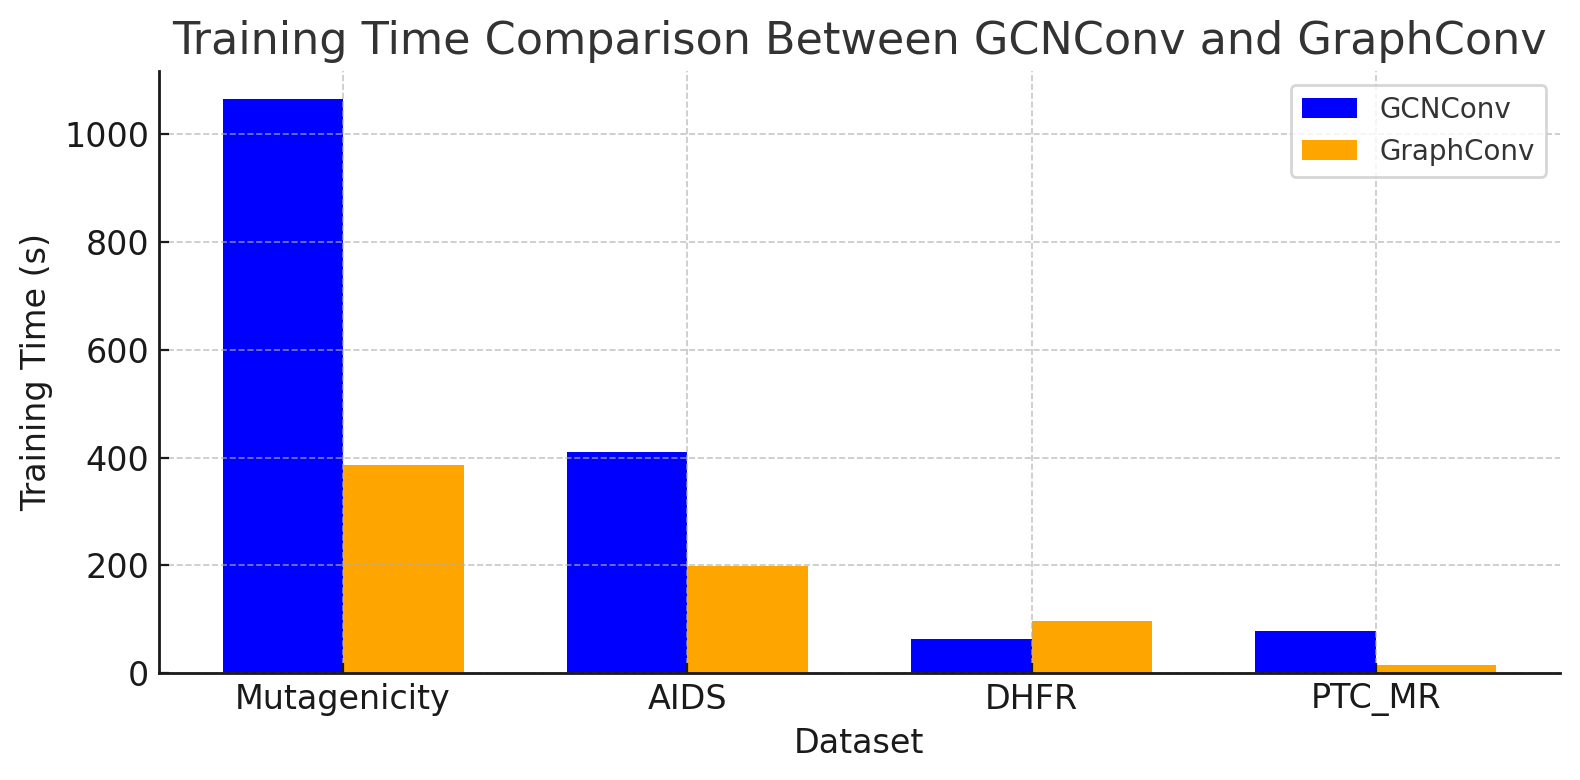 Training Time Comparison Between GCNConv and GraphConv
GCNConv
GraphConv
Training Time (s)
1000
800
600
400
200
0
Mutagenicity AIDS DHFR PTC_MR
Dataset